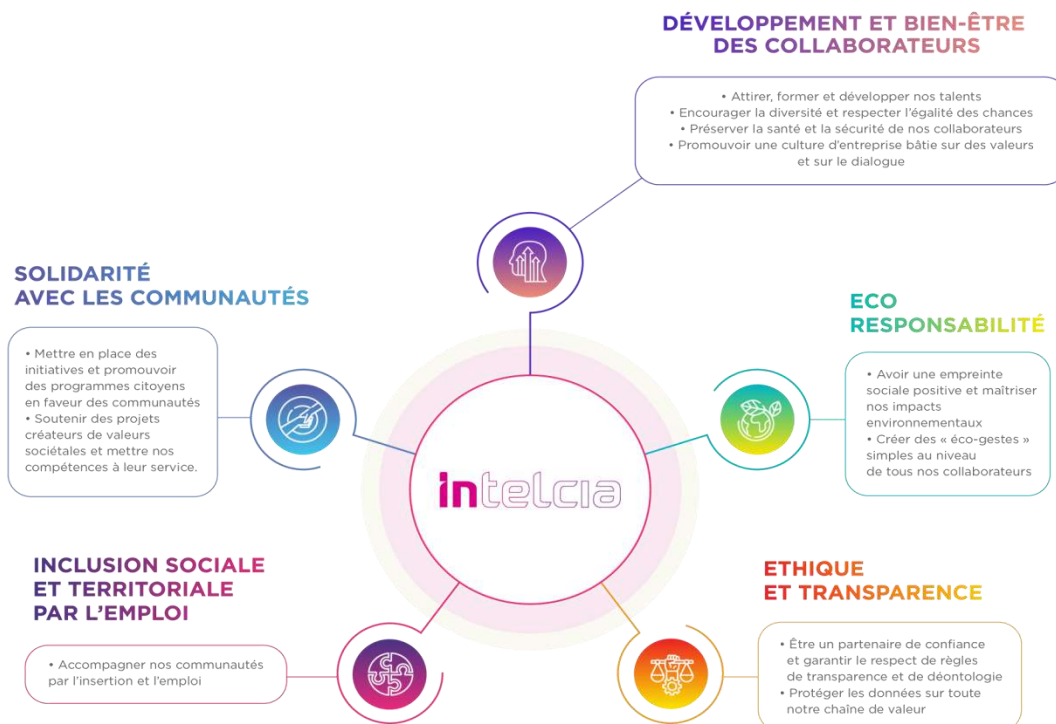 DÉVELOPPEMENT ET BIEN-ÊTRE
DES COLLABORATEURS
• Attirer, former et développer nos talents
• Encourager la diversité et respecter l'égalité des chances
• Préserver la santé et la sécurité de nos collaborateurs
• Promouvoir une culture d'entreprise bâtie sur des valeurs
et sur le dialogue
SOLIDARITÉ
AVEC LES COMMUNAUTÉS
• Mettre en place des
initiatives et promouvoir
des programmes citoyens
en faveur des communautés
• Soutenir des projets
créateurs de valeurs
sociétales et mettre nos
compétences à leur service.
ECO
RESPONSABILITÉ
• Avoir une empreinte
sociale positive et maîtriser
nos impacts
environnementaux
• Créer des « éco-gestes »
simples au niveau
de tous nos collaborateurs
intelcia
INCLUSION SOCIALE
ET TERRITORIALE
PAR L'EMPLOI
• Accompagner nos communautés
par l'insertion et l'emploi
ETHIQUE
ET TRANSPARENCE
• Être un partenaire de confiance
et garantir le respect de règles
de transparence et de déontologie
• Protéger les données sur toute
notre chaîne de valeur